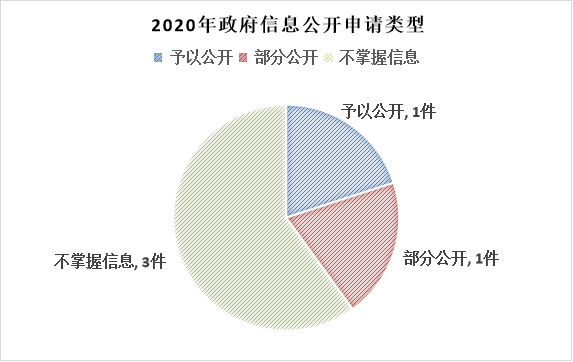 2020年政府信息公开申请类型
予以公开 部分公开 不掌握信息
予以公开, 1件
部分公开, 1件
不掌握信息, 3件